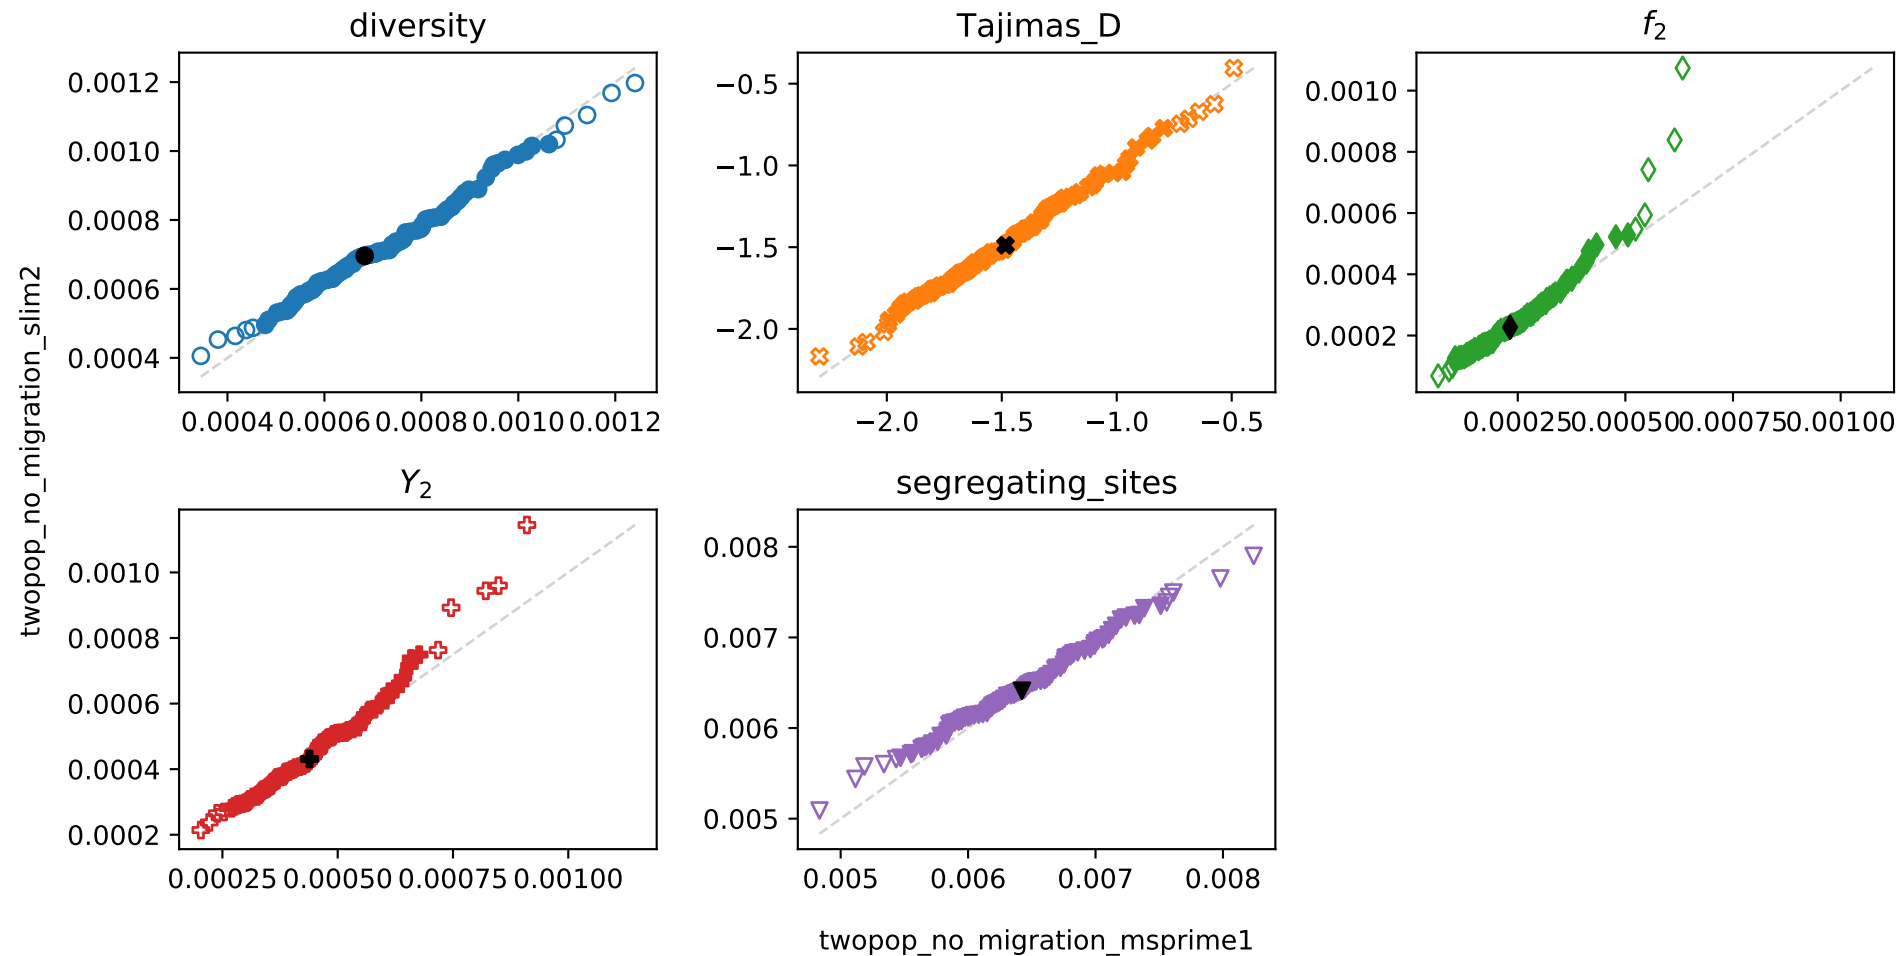 diversity
Tajimas_D
f2
0.0012
0.0010
0.0008
0.0006
0.0004
−0.5
−1.0
−1.5
−2.0
0.0010
0.0008
0.0006
0.0004
0.0002
0.0004 0.0006 0.0008 0.0010 0.0012
−2.0 −1.5 −1.0 −0.5
0.00025 0.00050 0.00075 0.00100
twopop_no_migration_slim2
Y2
segregating_sites
0.0010
0.0008
0.0006
0.0004
0.0002
0.008
0.007
0.006
0.005
0.00025 0.00050 0.00075 0.00100
0.005 0.006 0.007 0.008
twopop_no_migration_msprime1